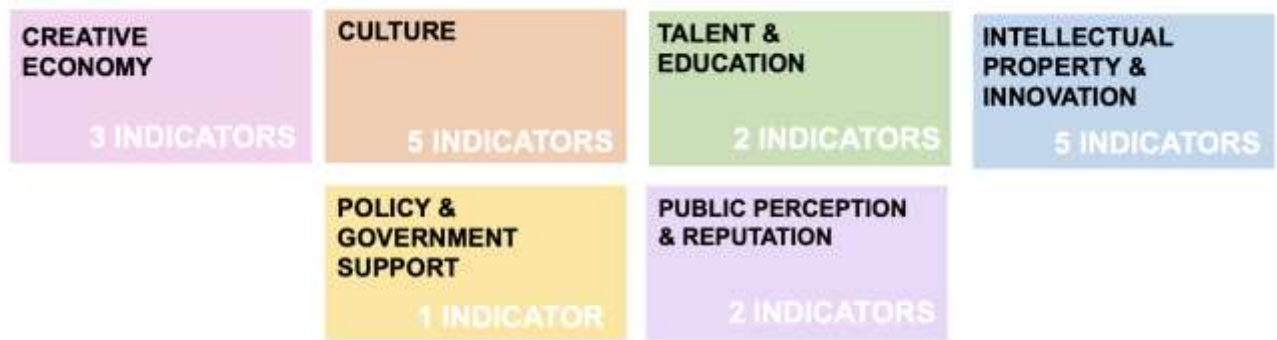 CREATIVE
ECONOMY
3 INDICATORS
CULTURE
5 INDICATORS
TALENT &
EDUCATION
2 INDICATORS
INTELLECTUAL
PROPERTY &
INNOVATION
5 INDICATORS
POLICY &
GOVERNMENT
SUPPORT
1 INDICATOR
PUBLIC PERCEPTION
& REPUTATION
2 INDICATORS